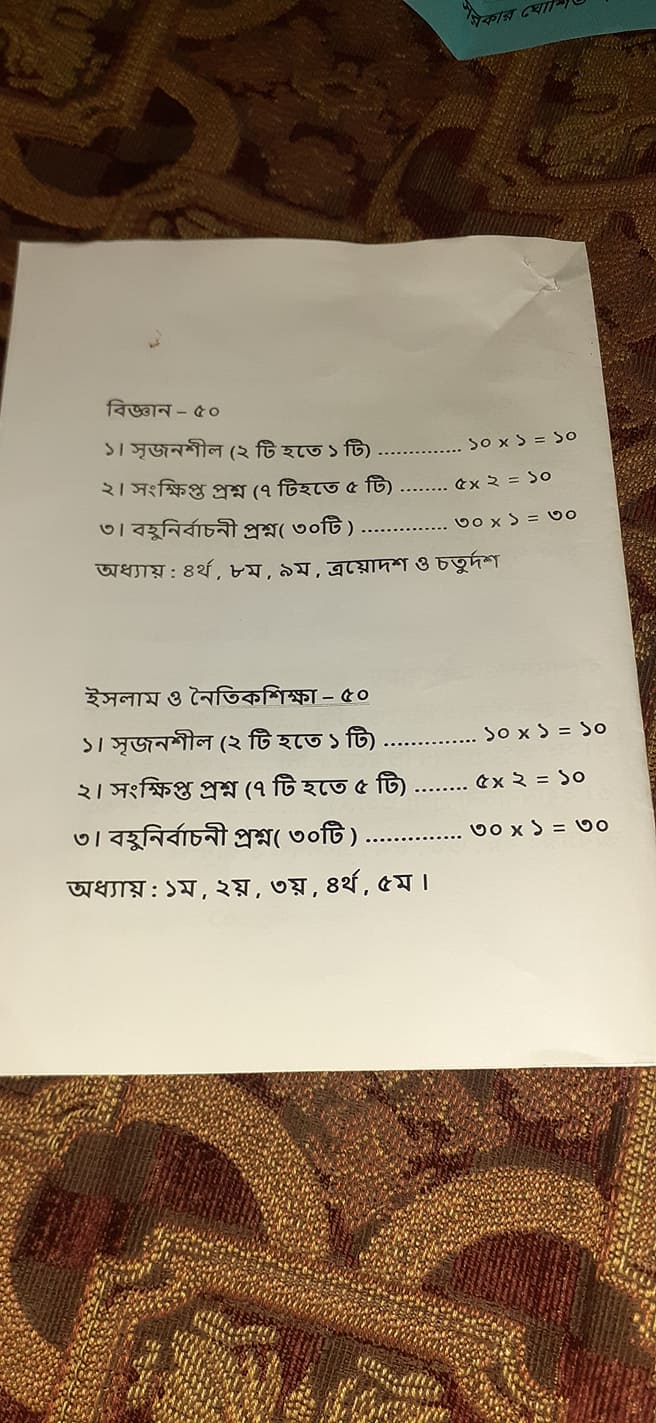 বিজ্ঞান – ৫০
১। সৃজনশীল (২ টি হতে ১ টি) .............. ১০ x ১ = ১০
২। সংক্ষিপ্ত প্রশ্ন (৭ টিহতে ৫ টি) ........ ৫x ২ = ১০
৩। বহুনির্বাচনী প্রশ্ন( ৩০টি ) .............. ৩০ x ১ = ৩০
অধ্যায় : ৪র্থ , ৮ম , ৯ম , ত্রয়োদশ ও চতুর্দশ
ইসলাম ও নৈতিকশিক্ষা – ৫০
১। সৃজনশীল (২ টি হতে ১ টি) .............. ১০ x ১ = ১০
২। সংক্ষিপ্ত প্রশ্ন (৭ টি হতে ৫ টি) ........ ৫x ২ = ১০
৩। বহুনির্বাচনী প্রশ্ন( ৩০টি ) .............. ৩০ x ১ = ৩০
অধ্যায় : ১ম , ২য় , ৩য় , ৪র্থ , ৫ম ।